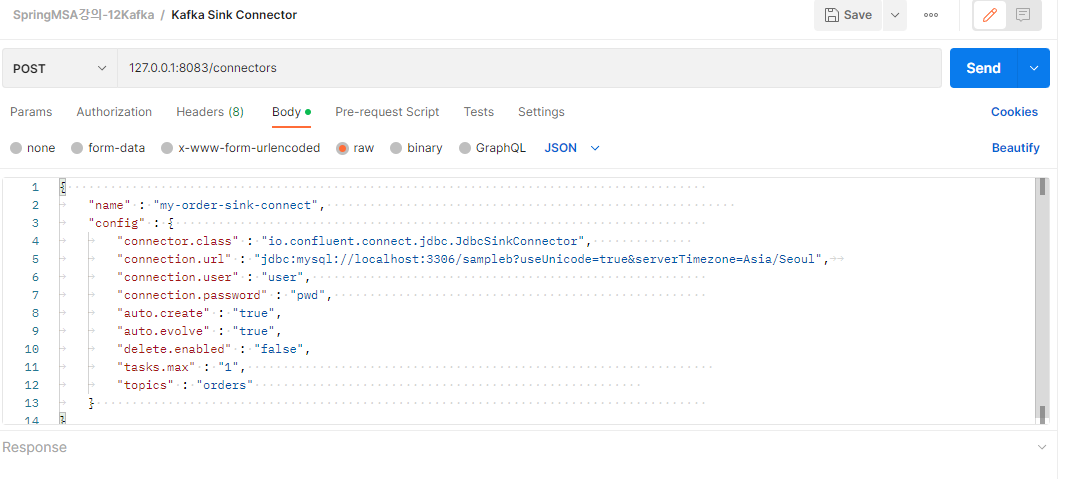 SpringMSA강의-12Kafka / Kafka Sink Connector
Save
POST 127.0.0.1:8083/connectors Send
Params Authorization Headers (8) Body Pre-request Script Tests Settings Cookies
none form-data x-www-form-urlencoded raw binary GraphQL JSON Beautify
1 {
2 "name" : "my-order-sink-connect",
3 "config" : {
4 "connector.class" : "io.confluent.connect.jdbc.JdbcSinkConnector",
5 "connection.url" : "jdbc:mysql://localhost:3306/sampleb?useUnicode=true&serverTimezone=Asia/Seoul",
6 "connection.user" : "user",
7 "connection.password" : "pwd",
8 "auto.create" : "true",
9 "auto.evolve" : "true",
10 "delete.enabled" : "false",
11 "tasks.max" : "1",
12 "topics" : "orders"
13 }
14 }
Response